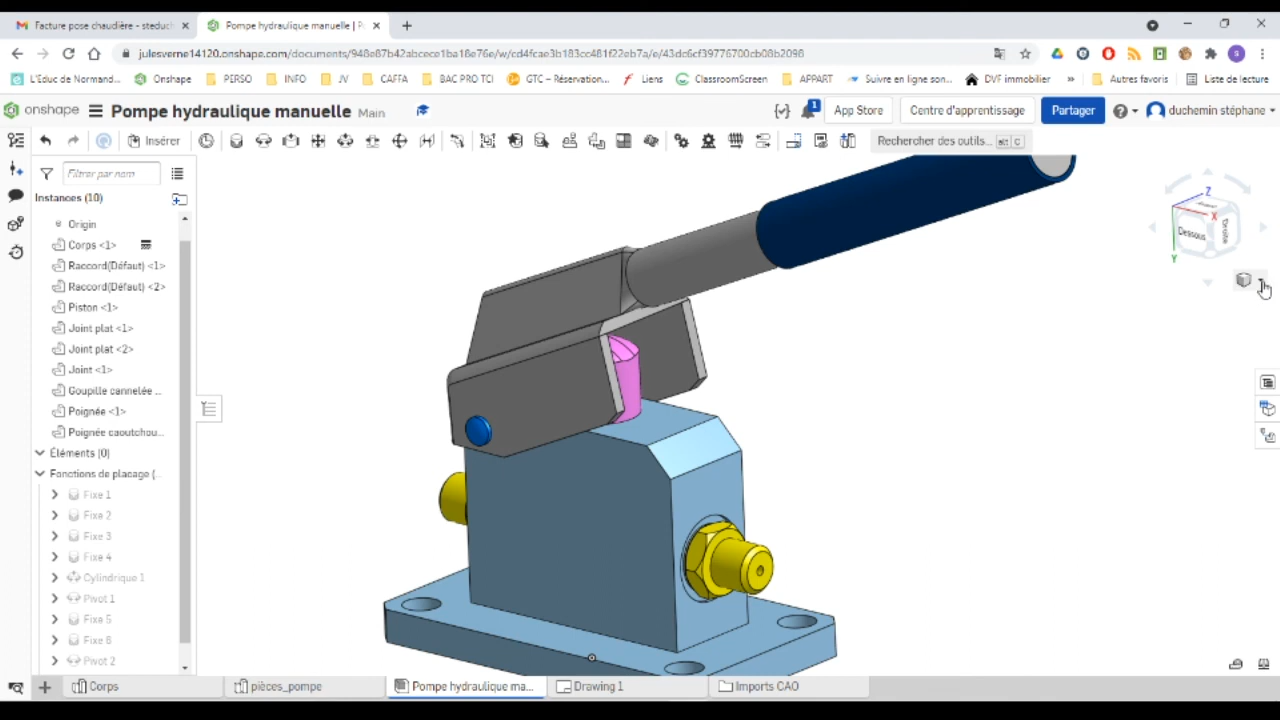 Facture pose chaudière - steduch
Pompe hydraulique manuelle | P
julesverne14120.onshape.com/documents/948e87b42abcece1ba18e76e/w/cd4fcae3b183cc481f22eb7a/e/43dc6cf39776700cb08b2098
S
L'Educ de Normand...
Onshape
PERSO
INFO
JV
CAFFA
BAC PRO TCI
GTC – Réservation...
Liens
ClassroomScreen
APPART
Suivre en ligne son...
DVF immobilier
»
Autres favoris
Liste de lecture
onshape
Pompe hydraulique manuelle Main
1
App Store
Centre d'apprentissage
Partager
duchemin stéphane
Insérer
Rechercher des outils... alt C
Filtrer par nom
Instances (10)
Origin
Corps <1>
Raccord(Défaut) <1>
Raccord(Défaut) <2>
Piston <1>
Joint plat <1>
Joint plat <2>
Joint <1>
Goupille cannelée ...
Poignée <1>
Poignée caoutchou...
Éléments (0)
Fonctions de placage (...
Fixe 1
Fixe 2
Fixe 3
Fixe 4
Cylindrique 1
Pivot 1
Fixe 5
Fixe 6
Pivot 2
Z
X
Dessous
Droite
Y
Corps
pièces_pompe
Pompe hydraulique ma...
Drawing 1
Imports CAO